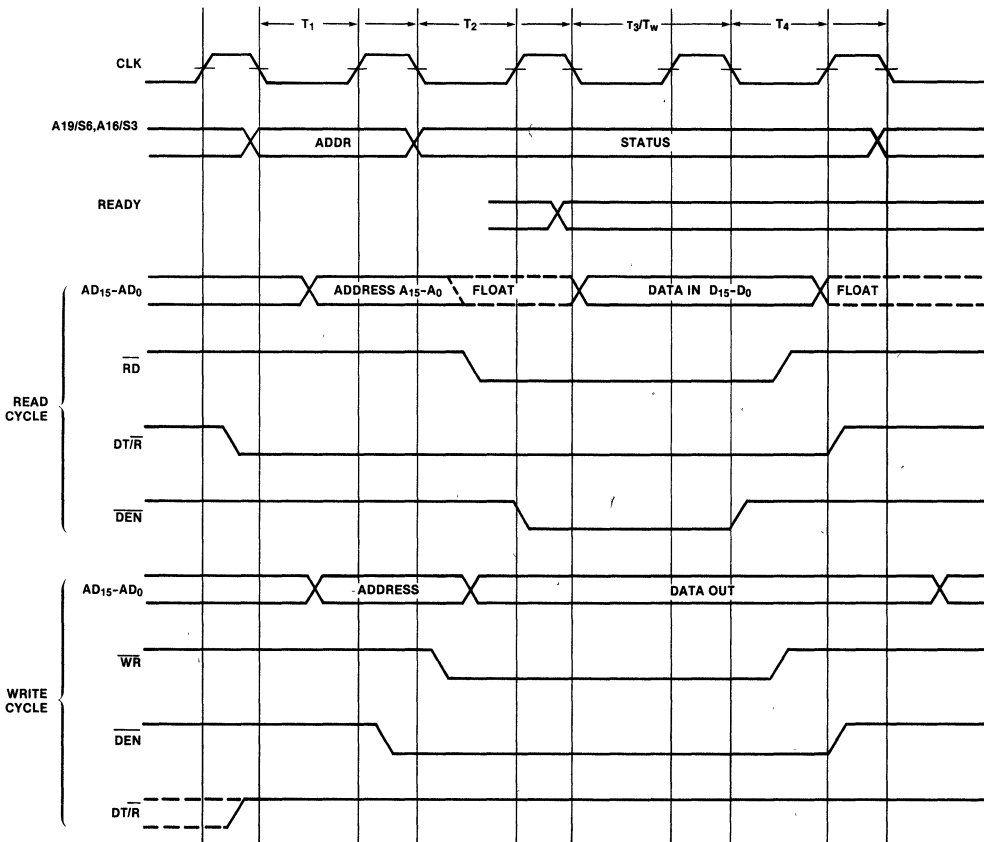 T1 T2 T3/Tw T4
CLK
A19/S6,A16/S3
ADDR STATUS
READY
AD15-AD0 ADDRESS A15-A0 FLOAT DATA IN D15-D0 FLOAT
RD
READ
CYCLE
DT/R
DEN
AD15-AD0 ADDRESS DATA OUT
WR
WRITE
CYCLE
DEN
DT/R